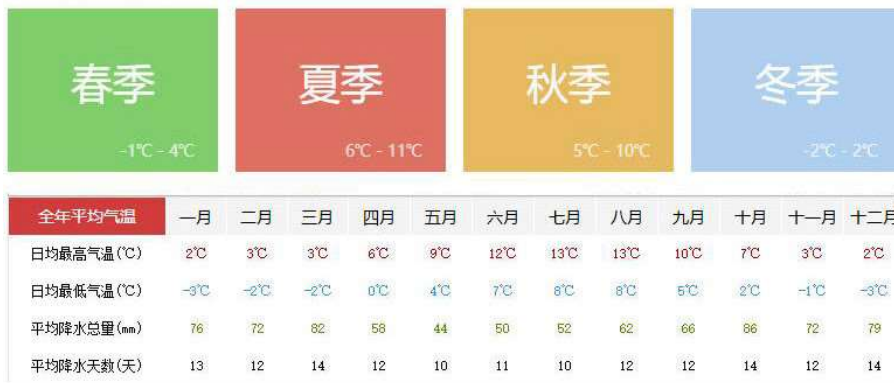 春季 夏季 秋季 冬季
-1℃ - 4℃ 6℃ - 11℃ 5℃ - 10℃ -2℃ - 2℃
全年平均气温 一月 二月 三月 四月 五月 六月 七月 八月 九月 十月 十一月 十二月
日均最高气温(℃) 2℃ 3℃ 3℃ 6℃ 9℃ 12℃ 13℃ 13℃ 10℃ 7℃ 3℃ 2℃
日均最低气温(℃) -3℃ -2℃ -2℃ 0℃ 4℃ 7℃ 8℃ 8℃ 5℃ 2℃ -1℃ -3℃
平均降水总量(mm) 76 72 82 58 44 50 52 62 66 86 72 79
平均降水天数(天) 13 12 14 12 10 11 10 12 12 14 12 14